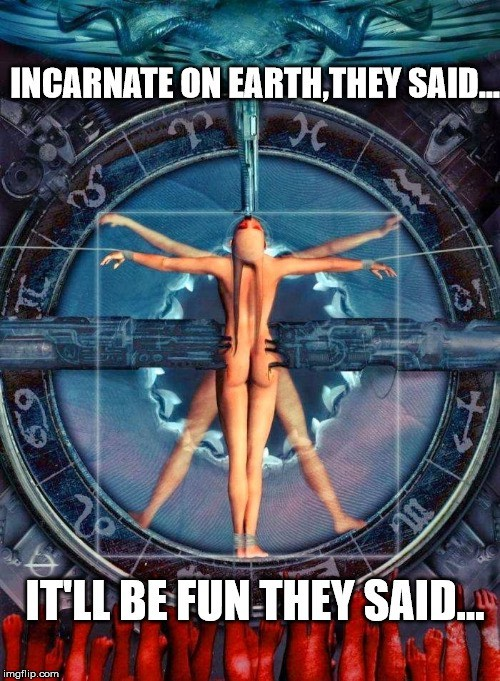 INCARNATE ON EARTH,THEY SAID...
IT'LL BE FUN THEY SAID...
imgflip.com